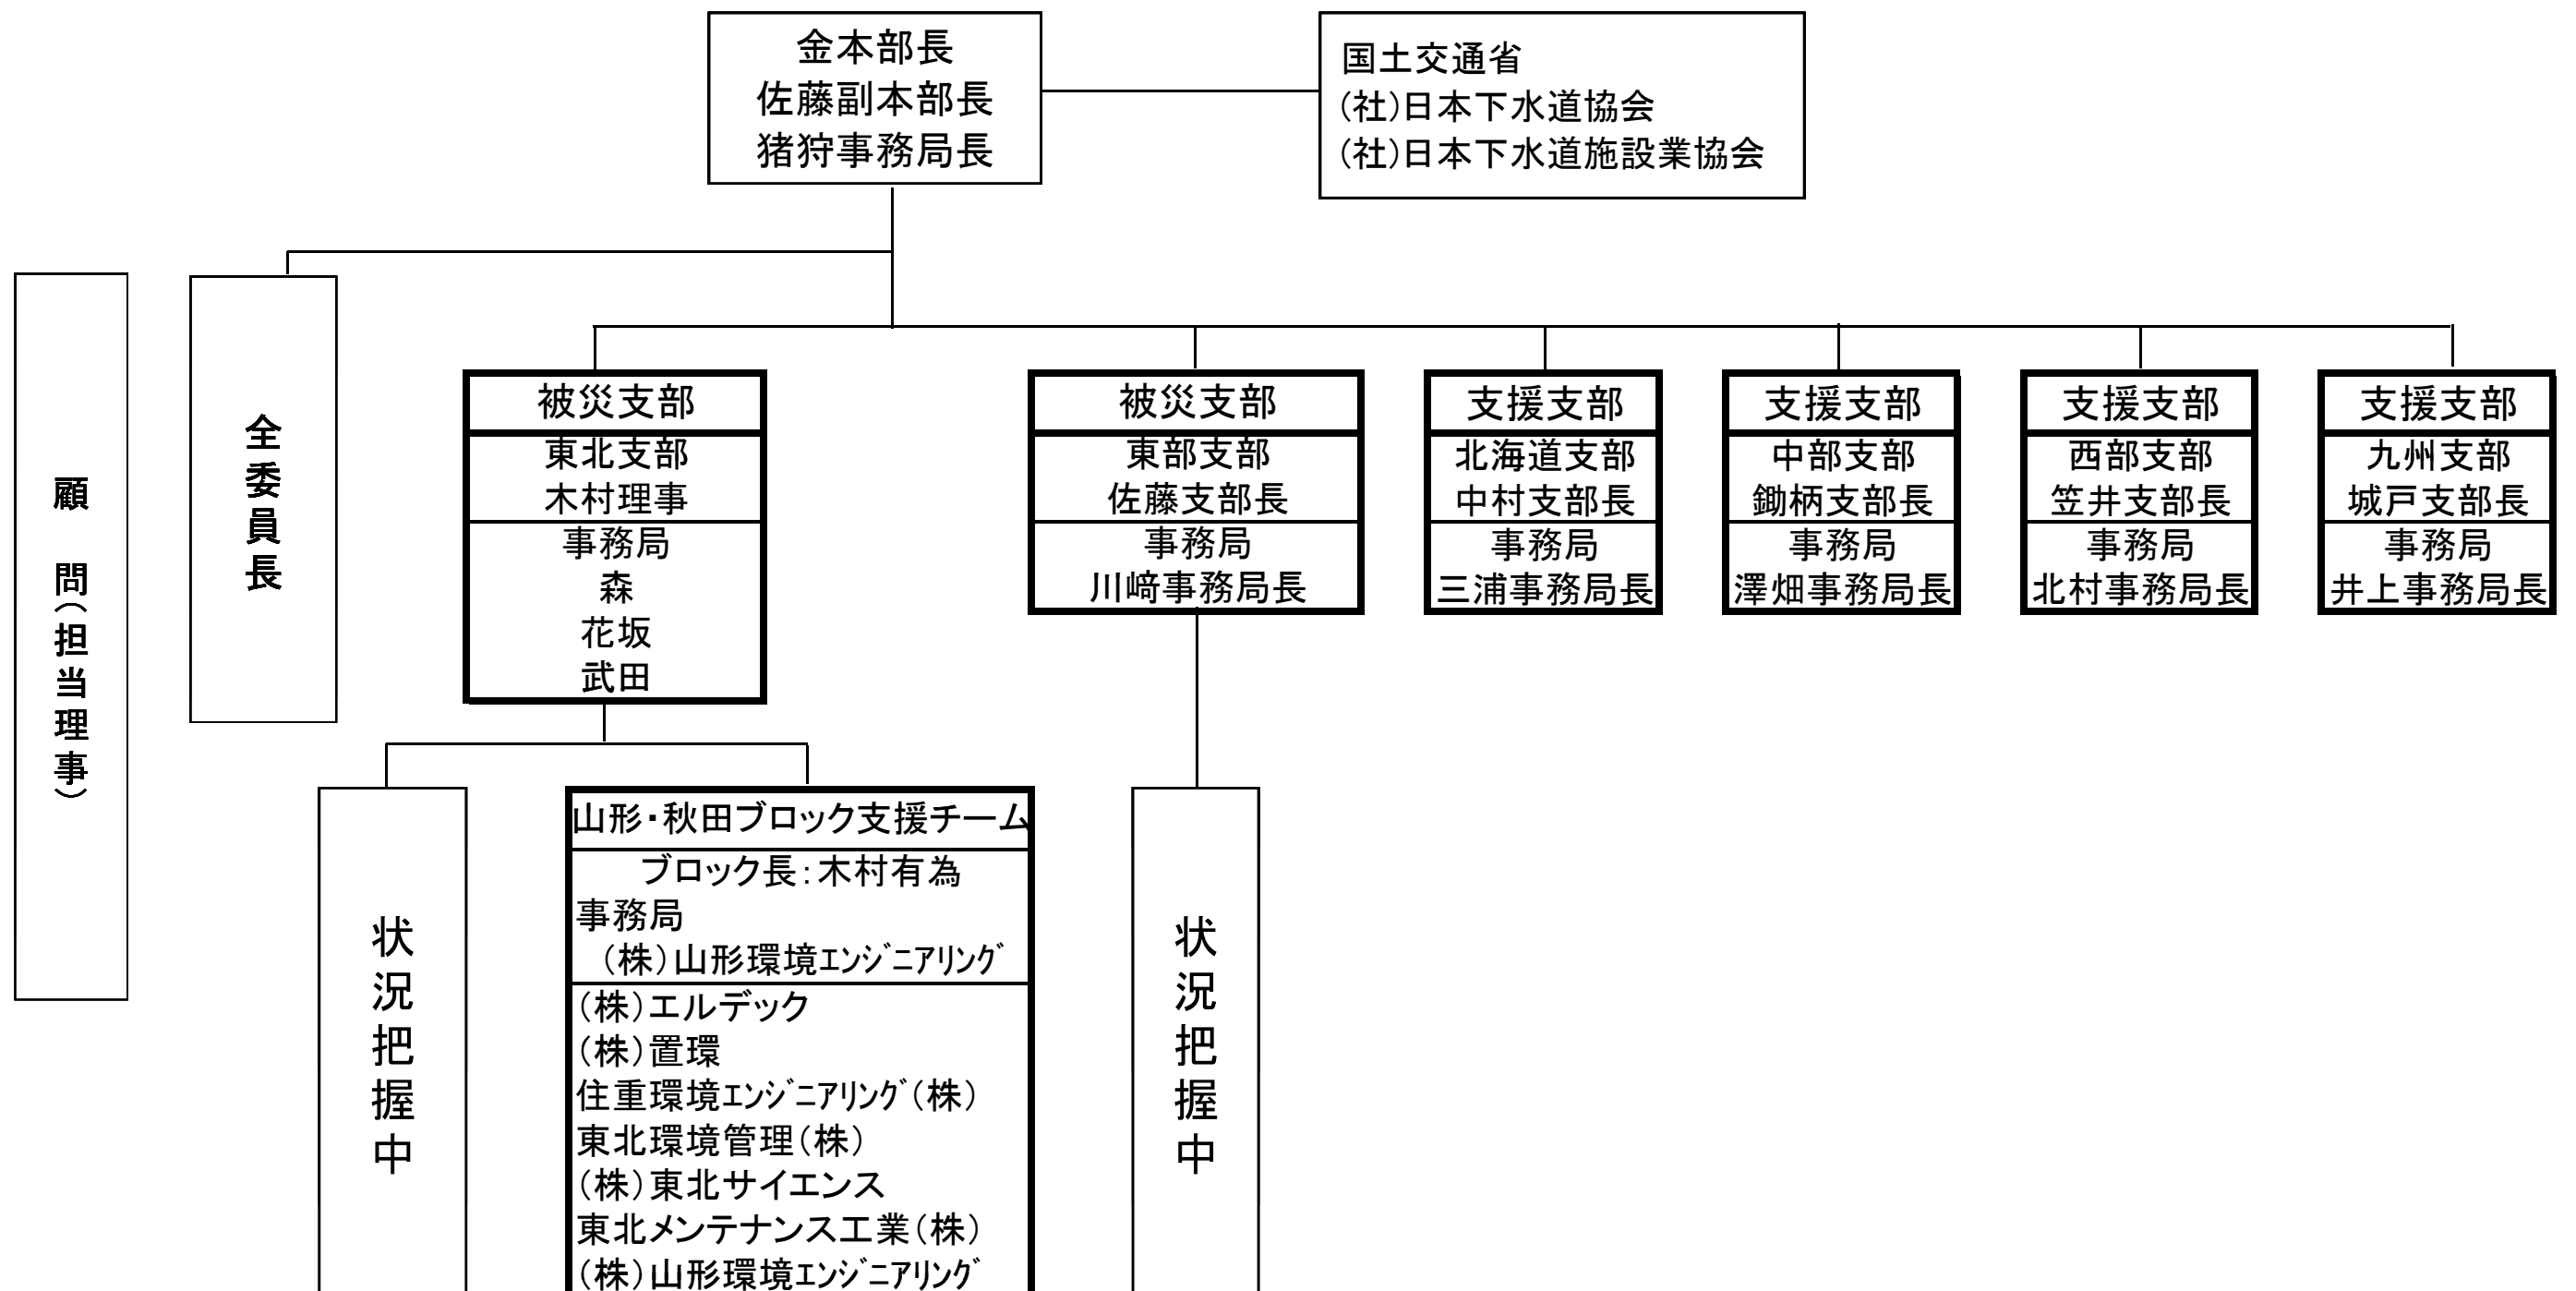 金本部長
佐藤副本部長
猪狩事務局長
国土交通省
(社)日本下水道協会
(社)日本下水道施設業協会
顧　問(担当理事)
全委員長
被災支部
東北支部
木村理事
事務局
森
花坂
武田
被災支部
東部支部
佐藤支部長
事務局
川﨑事務局長
支援支部
北海道支部
中村支部長
事務局
三浦事務局長
支援支部
中部支部
鋤柄支部長
事務局
澤畑事務局長
支援支部
西部支部
笠井支部長
事務局
北村事務局長
支援支部
九州支部
城戸支部長
事務局
井上事務局長
状況把握中
山形・秋田ブロック支援チーム
ブロック長：木村有為
事務局
（株）山形環境ｴﾝｼﾞﾆｱﾘﾝｸﾞ
（株）エルデック
（株）置環
住重環境ｴﾝｼﾞﾆｱﾘﾝｸﾞ（株）
東北環境管理（株）
（株）東北サイエンス
東北メンテナンス工業（株）
（株）山形環境ｴﾝｼﾞﾆｱﾘﾝｸﾞ
状況把握中